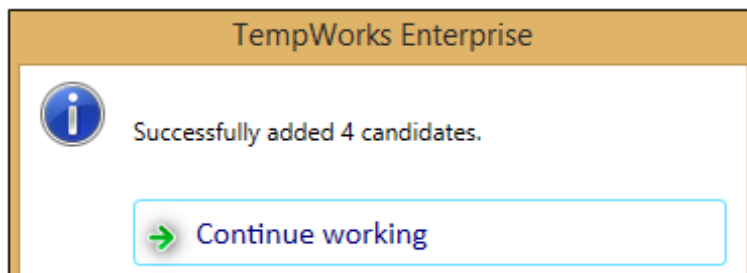 TempWorks Enterprise
Successfully added 4 candidates.
Continue working